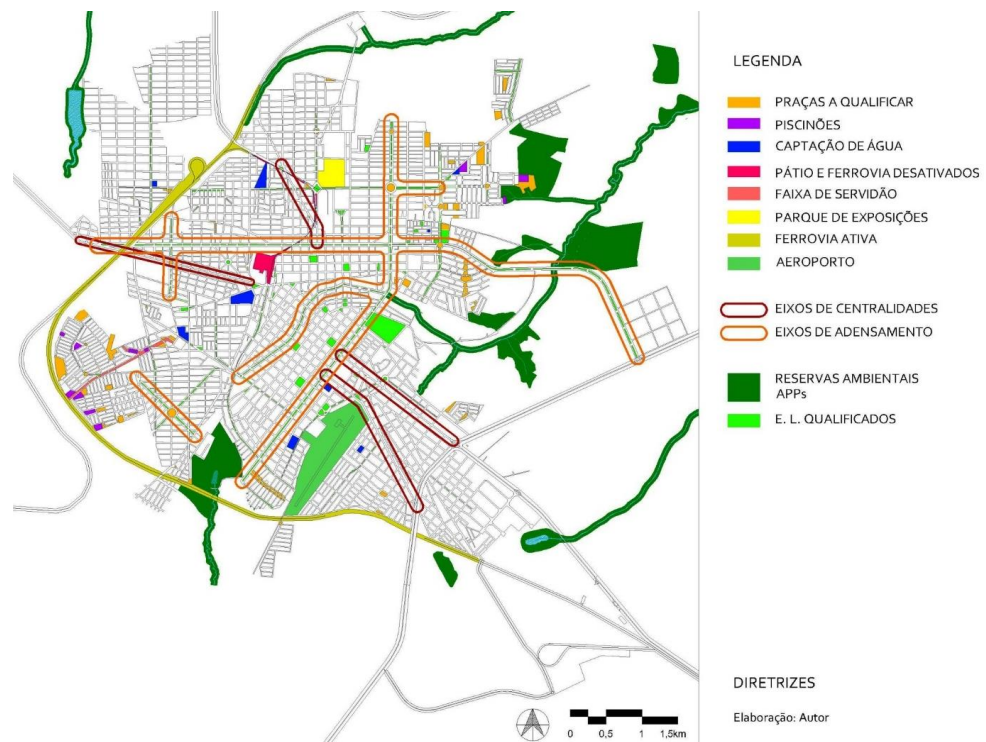 LEGENDA
PRAÇAS A QUALIFICAR
PISCINÕES
CAPTAÇÃO DE ÁGUA
PÁTIO E FERROVIA DESATIVADOS
FAIXA DE SERVIDÃO
PARQUE DE EXPOSIÇÕES
FERROVIA ATIVA
AEROPORTO
EIXOS DE CENTRALIDADES
EIXOS DE ADENSAMENTO
RESERVAS AMBIENTAIS
APPs
E. L. QUALIFICADOS
DIRETRIZES
Elaboração: Autor
0 0,5 1 1,5km